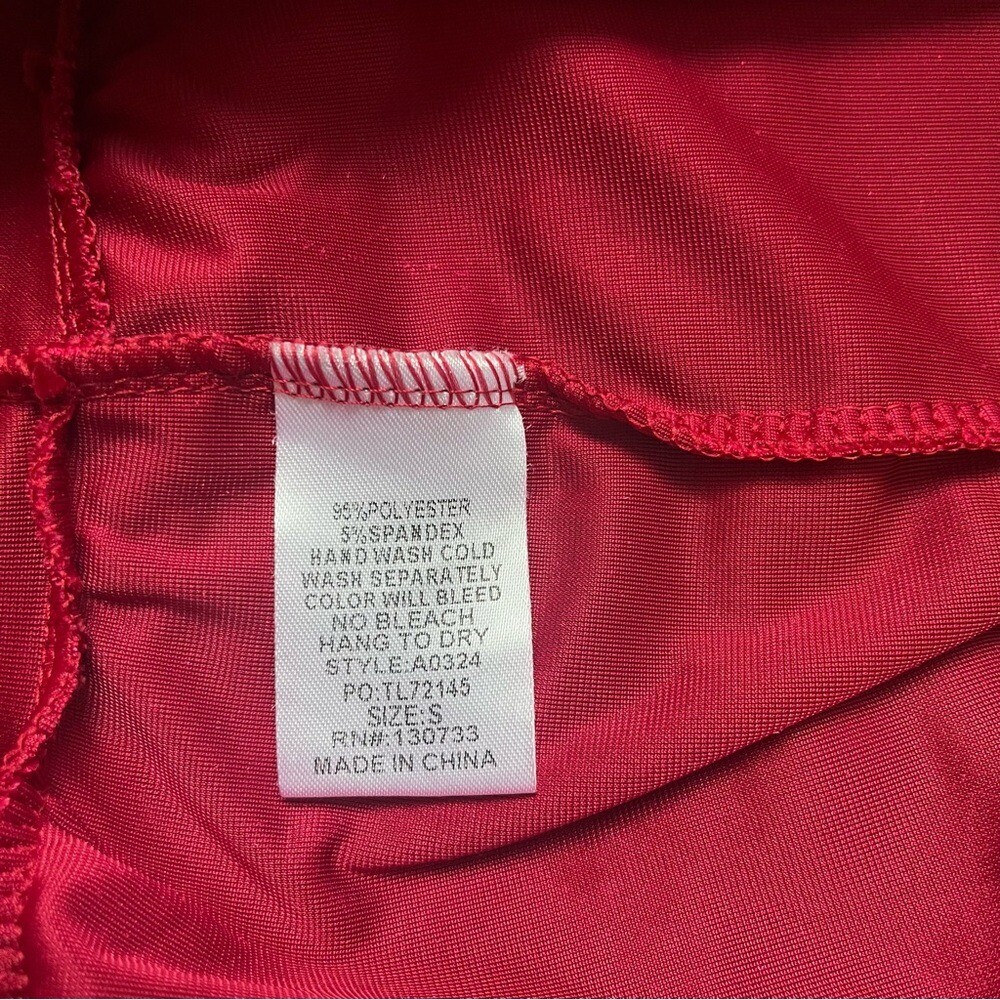 95%POLYESTER
5%SPANDEX
HAND WASH COLD
WASH SEPARATELY
COLOR WILL BLEED
NO BLEACH
HANG TO DRY
STYLE:A0324
PO:TL72145
SIZE:S
RN#:130733
MADE IN CHINA